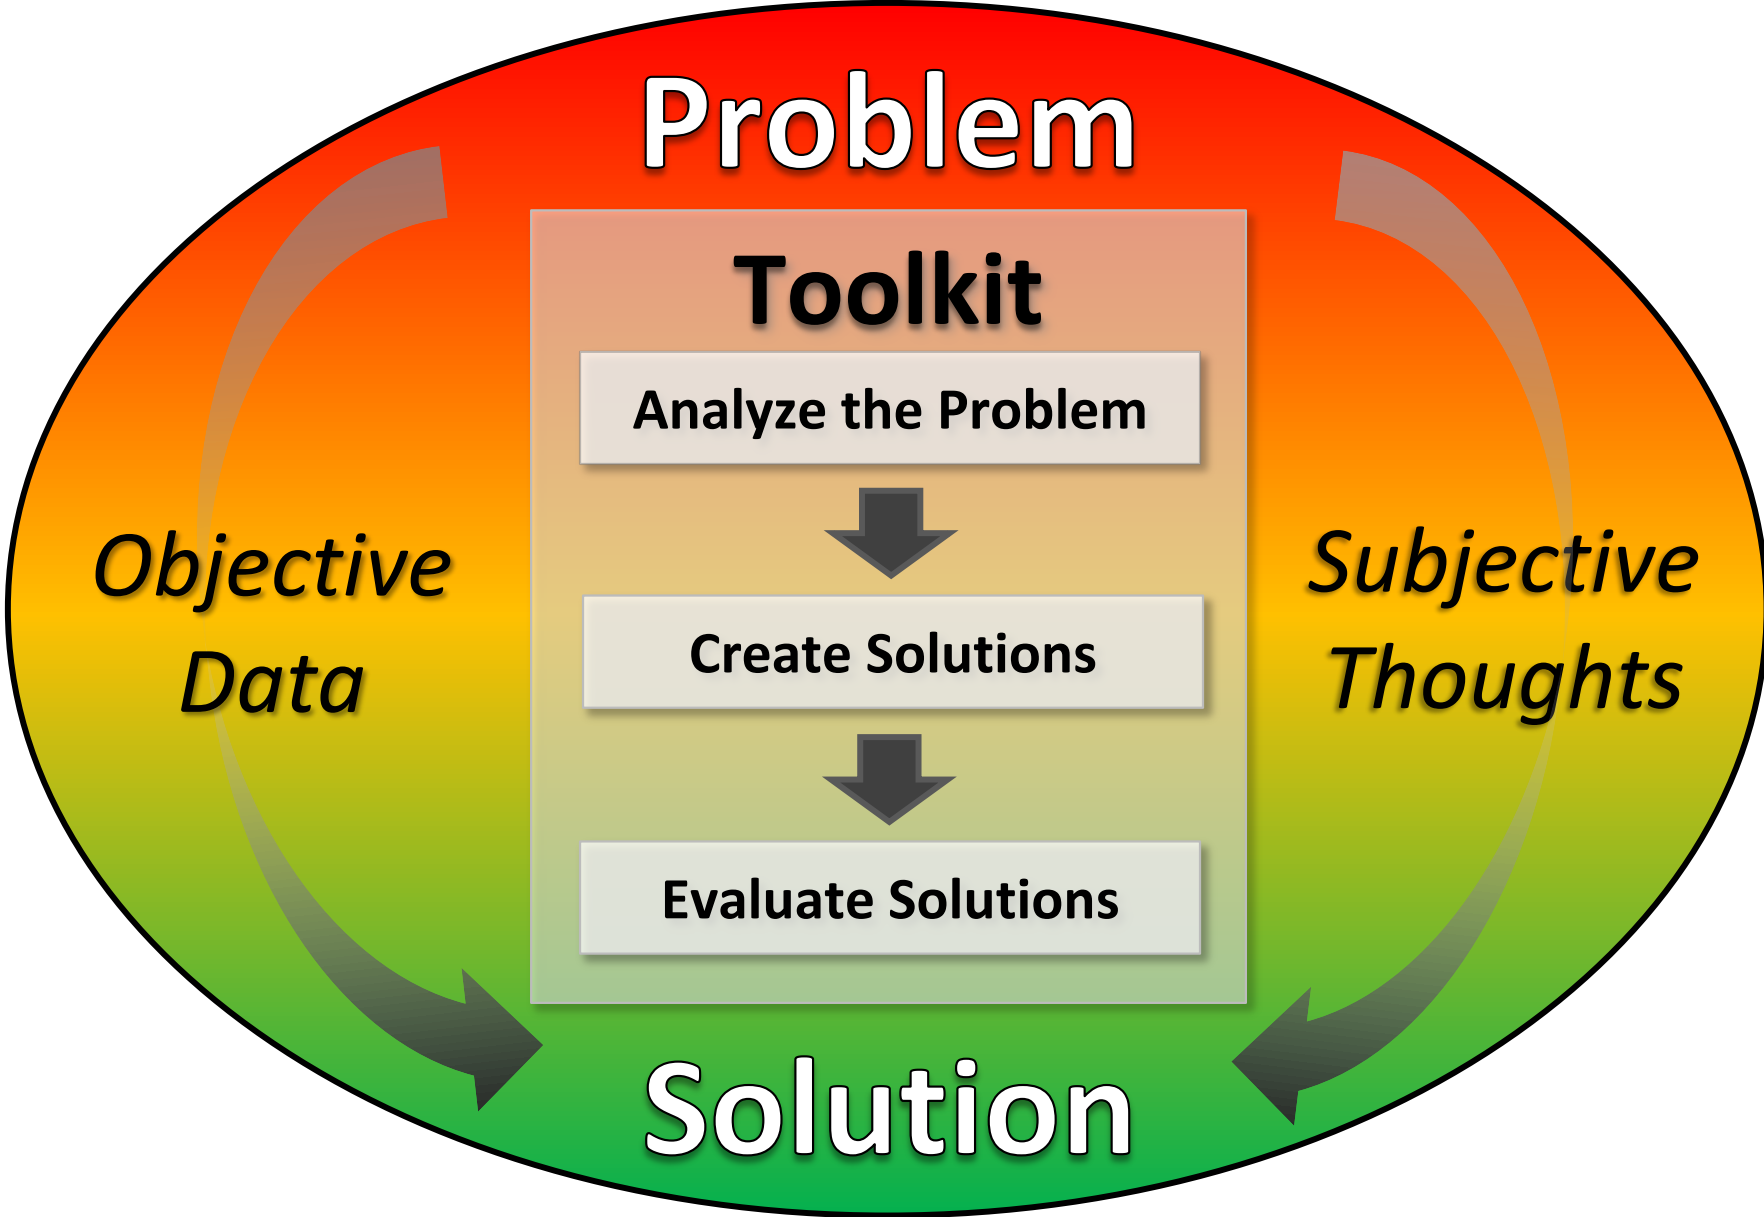 Problem
Toolkit
Analyze the Problem
Objective
Data
Create Solutions
Subjective
Thoughts
Evaluate Solutions
Solution